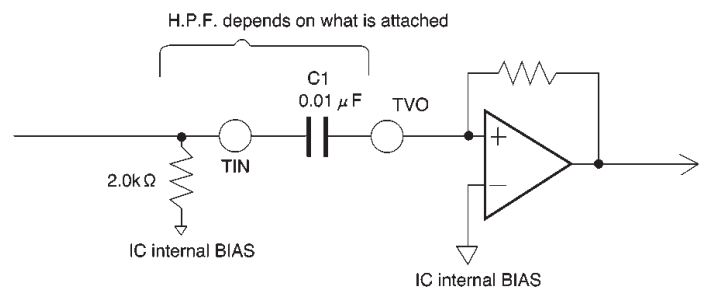 H.P.F. depends on what is attached
C1
0.01 µF
TVO
TIN
2.0kΩ
+
−
IC internal BIAS
IC internal BIAS